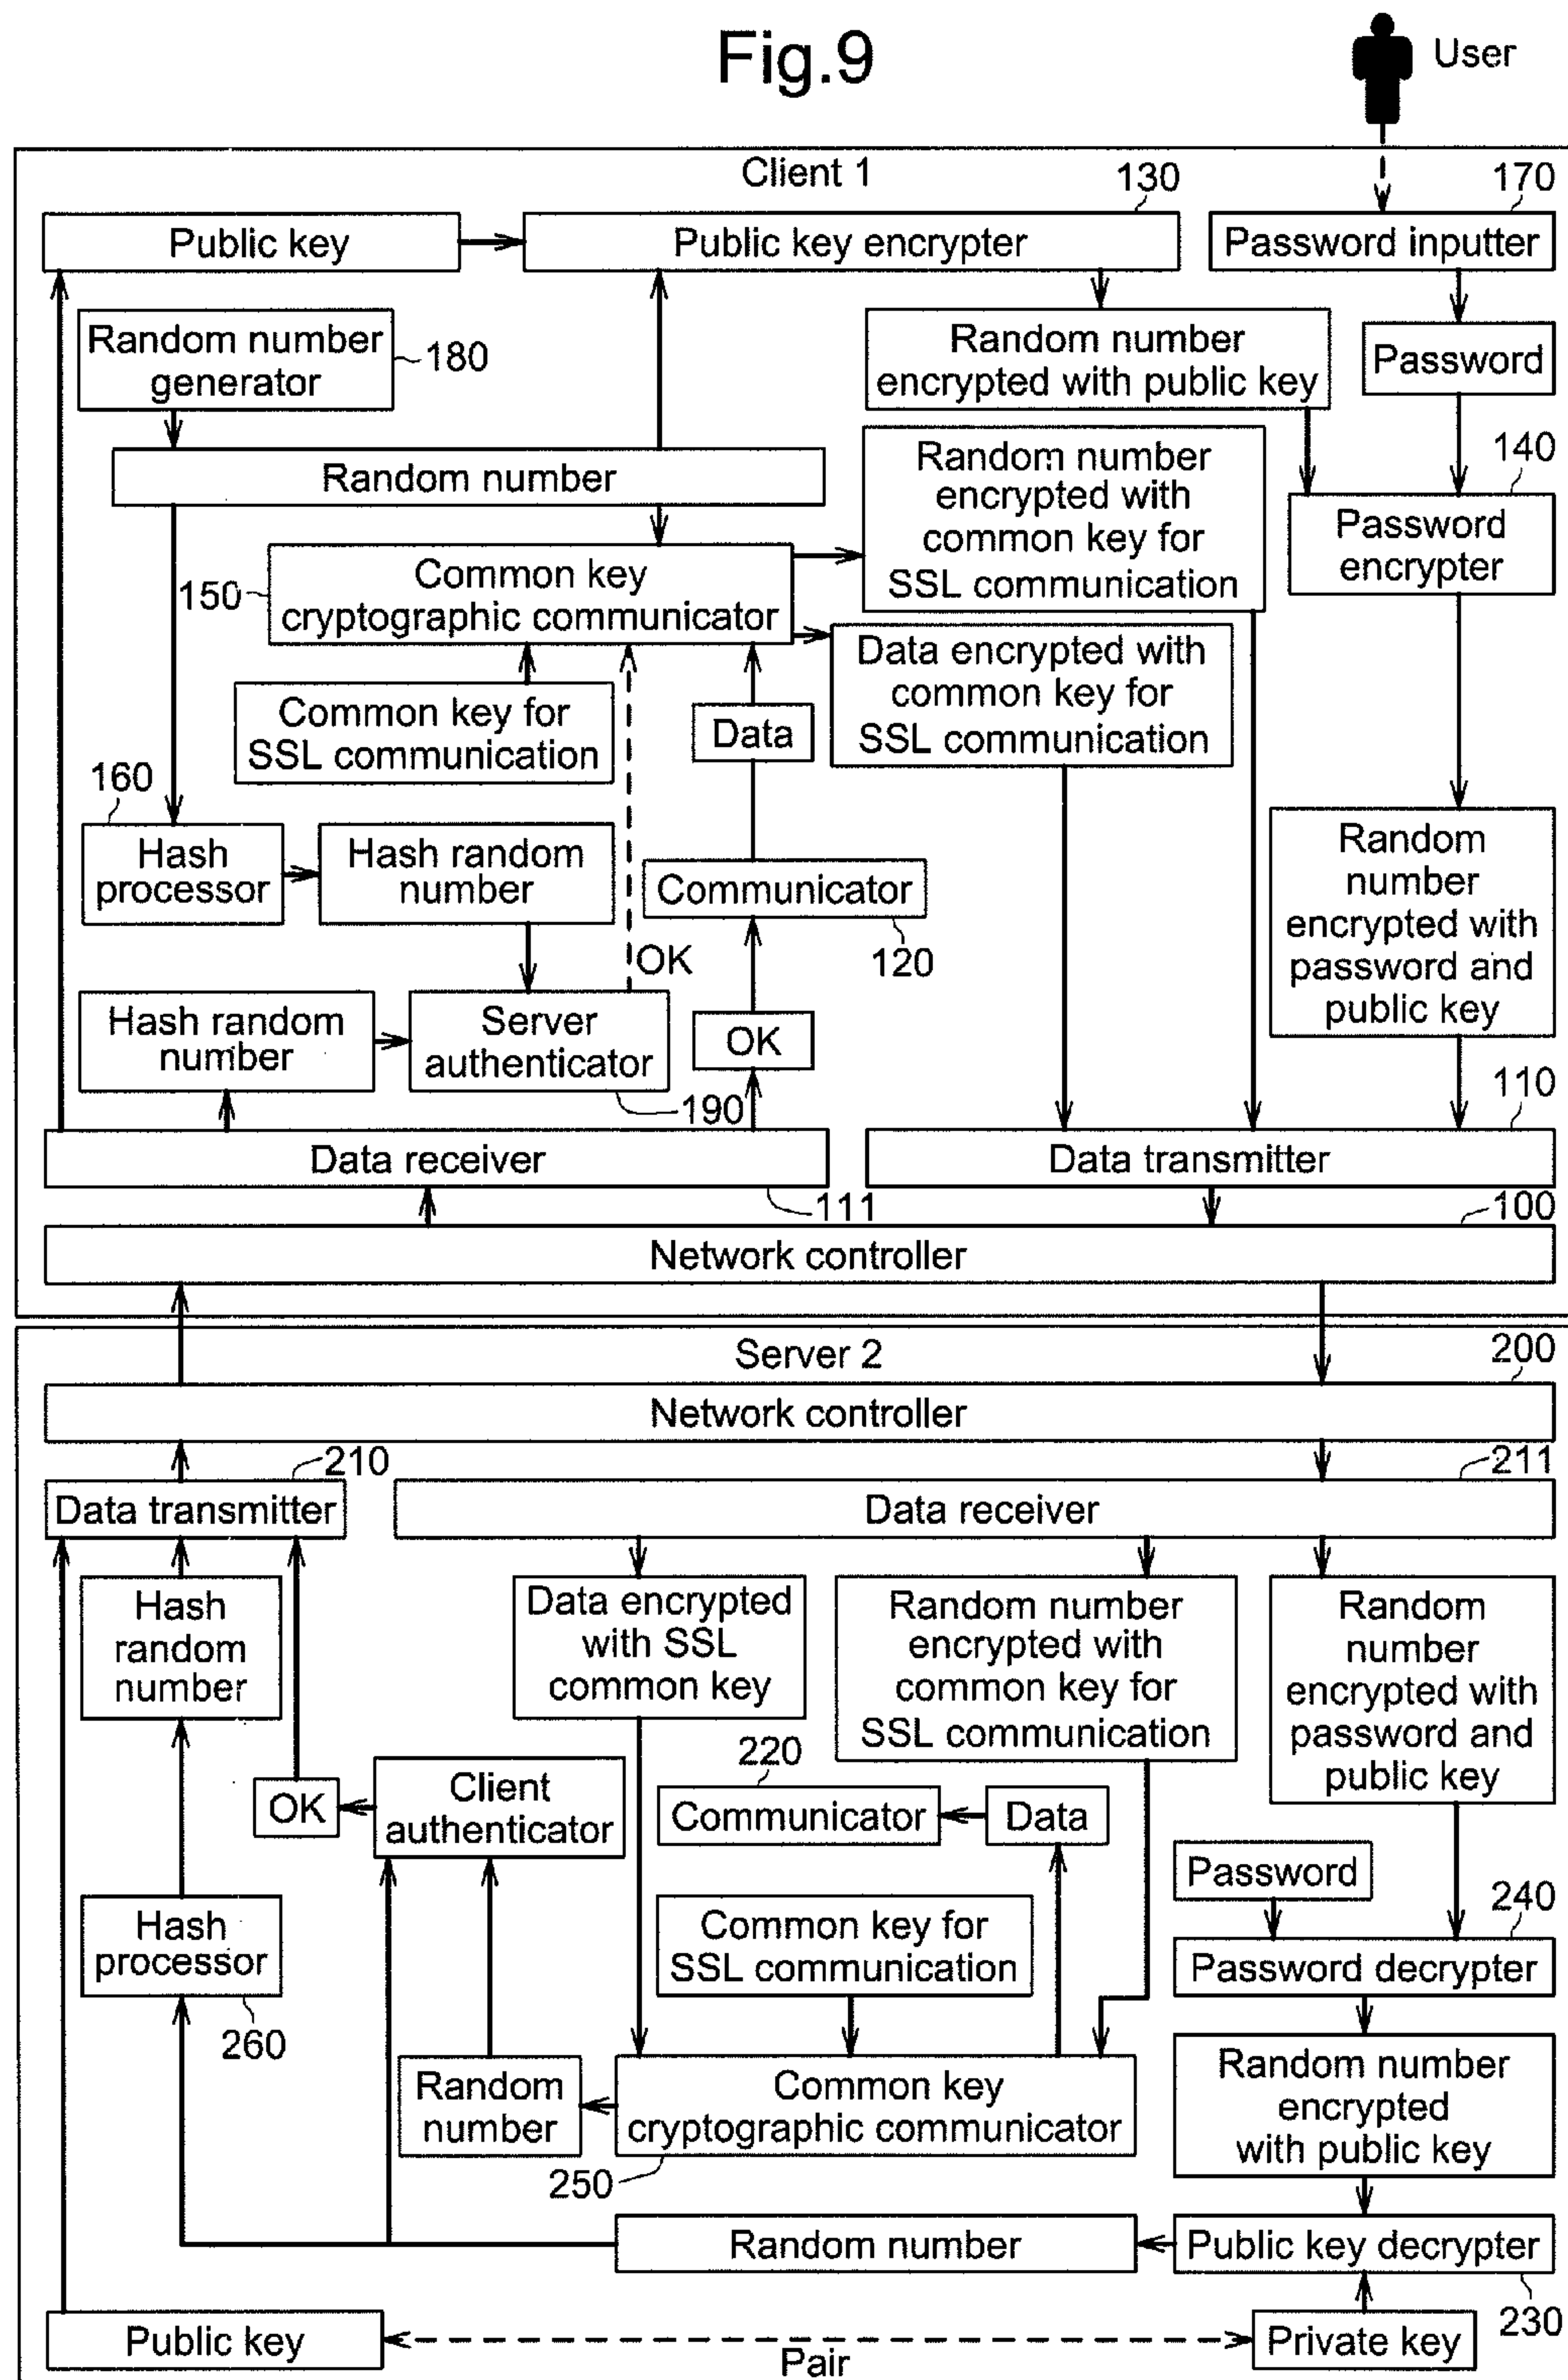 Fig.9
User
Client 1
130
170
Public key
Public key encrypter
Password inputter
Random number
generator
180
Random number
encrypted with public key
Password
140
Random number
Random number
encrypted with
common key for
SSL communication
Password
encrypter
150
Common key
cryptographic communicator
Data encrypted with
common key for
SSL communication
Common key for
SSL communication
Data
160
Hash
processor
Hash random
number
Communicator
120
Random
number
encrypted with
password and
public key
OK
Hash random
number
Server
authenticator
190
OK
110
Data receiver
111
Data transmitter
100
Network controller
Server 2
200
Network controller
210
211
Data transmitter
Data receiver
Hash
random
number
Data encrypted
with SSL
common key
Random number
encrypted with
common key for
SSL communication
Random
number
encrypted with
password and
public key
OK
Client
authenticator
220
Communicator
Data
Password
240
Hash
processor
260
Common key for
SSL communication
Password decrypter
Random
number
Common key
cryptographic communicator
250
Random number
encrypted
with public key
Random number
Public key decrypter
230
Public key
Pair
Private key